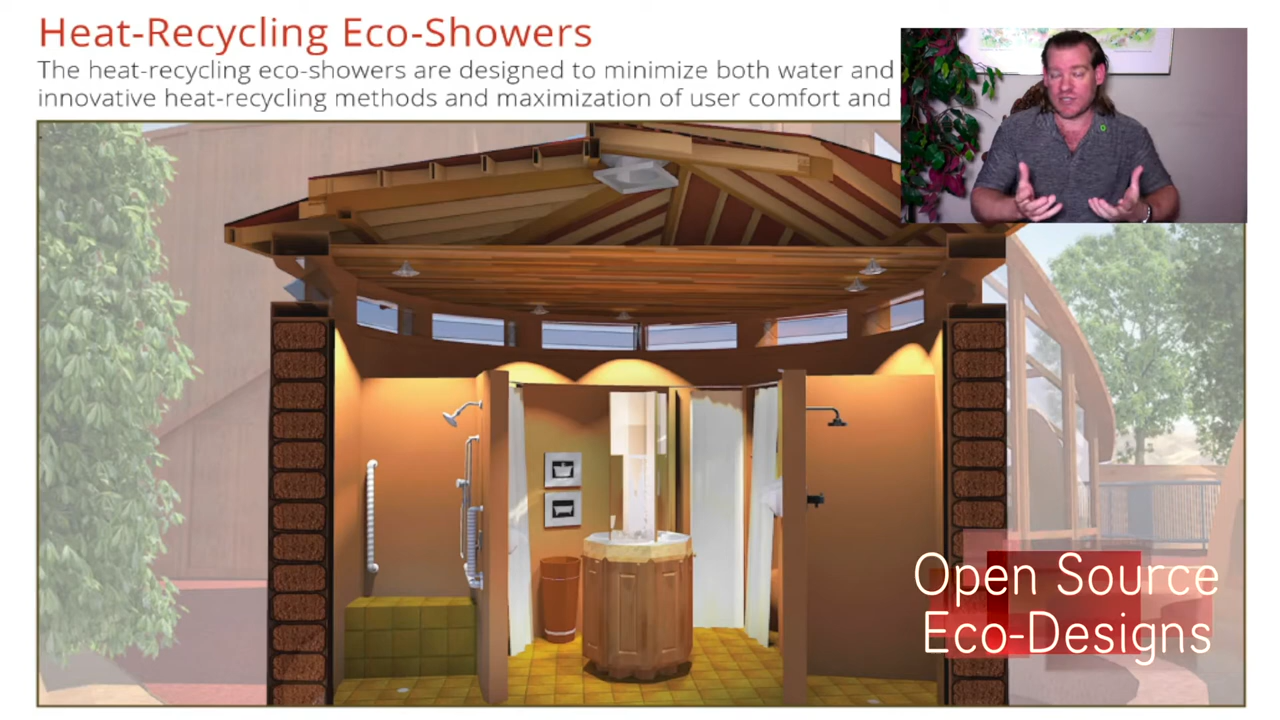 Heat-Recycling Eco-Showers
The heat-recycling eco-showers are designed to minimize both water and
innovative heat-recycling methods and maximization of user comfort and
Open Source
Eco-Designs